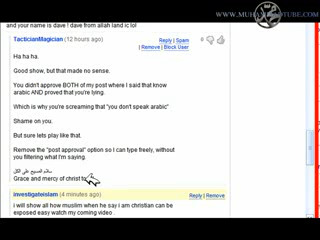 WWW.MUHAMMADTUBE.COM
and your name is dave ! dave from allah land ic lol
TacticianMagician (12 hours ago)
Reply | Spam
0
| Remove | Block User
Ha ha ha.
Good show, but that made no sense.
You didn't approve BOTH of my post where I said that know
arabic AND proved that you're lying.
Which is why you're screaming that "you don't speak arabic"
Shame on you.
But sure lets play like that.
Remove the "post approval" option so I can type freely, without
you filtering what I'm saying.
سلام المسيح على الكل
Grace and mercy of christ to
investigateislam (4 minutes ago)
Reply | Remove
i will show all how muslim when he say i am christian can be
exposed easy watch my coming video .